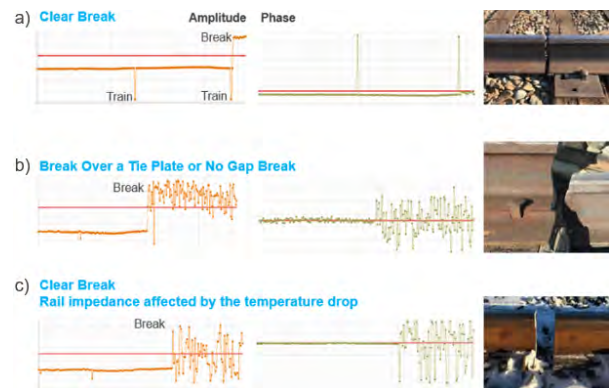 a) Clear Break Amplitude Phase
Break
Train Train
b) Break Over a Tie Plate or No Gap Break
Break
c) Clear Break
Rail impedance affected by the temperature drop
Break